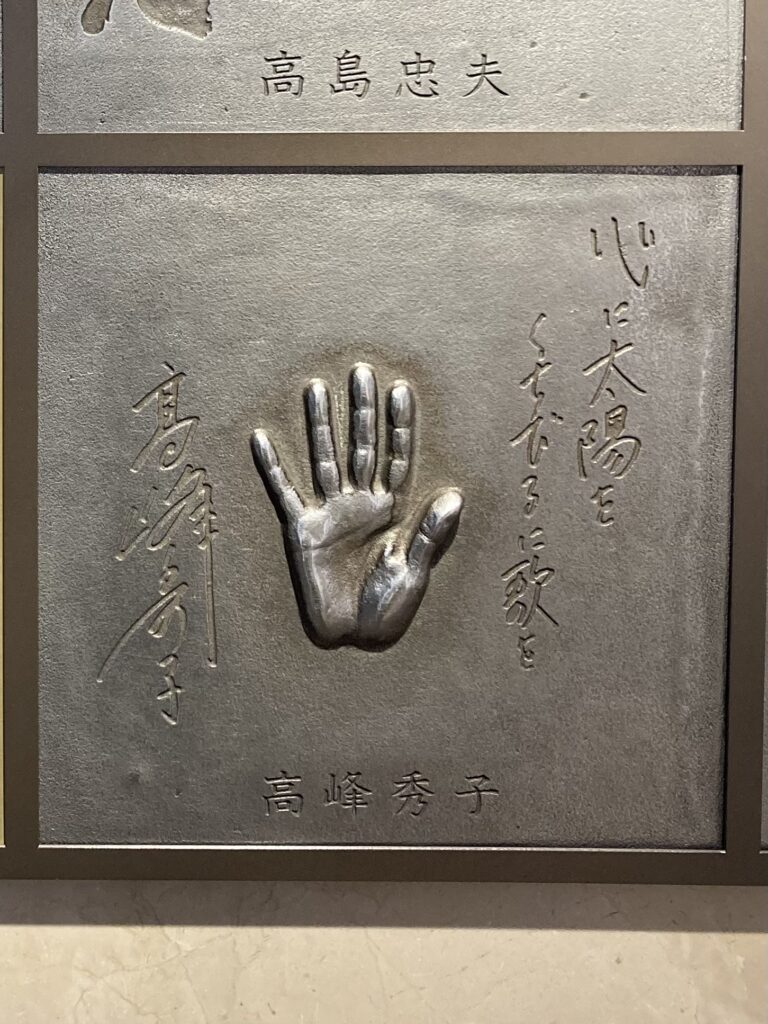 高島忠夫
心に太陽を
くちびるに歌を
高峰秀子
高峰秀子